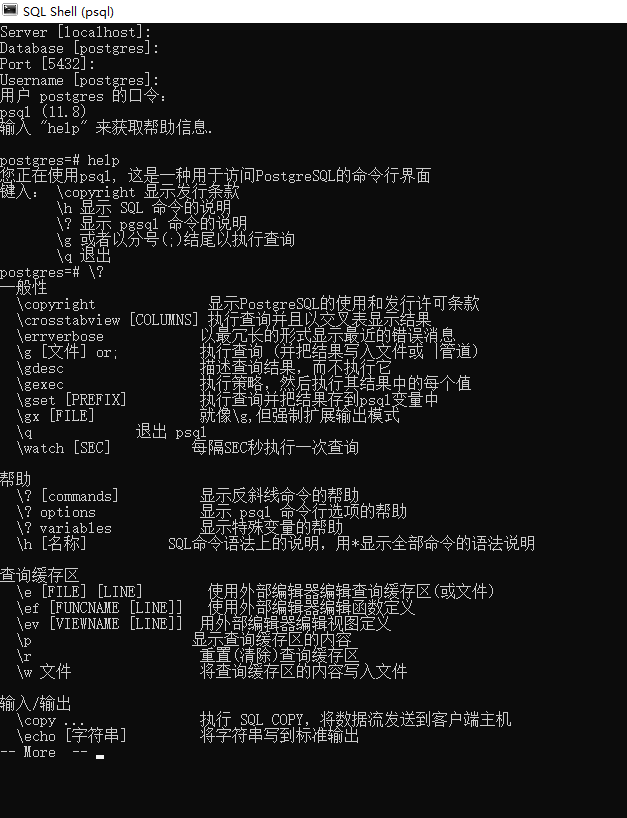 SQL Shell (psql)
Server [localhost]:
Database [postgres]:
Port [5432]:
Username [postgres]:
用户 postgres 的口令:
psql (11.8)
输入 "help" 来获取帮助信息.
postgres=# help
您正在使用psql, 这是一种用于访问PostgreSQL的命令行界面
键入: \copyright 显示发行条款
\h 显示 SQL 命令的说明
\? 显示 pgsql 命令的说明
\g 或者以分号(;)结尾以执行查询
\q 退出
postgres=# \?
一般性
\copyright 显示PostgreSQL的使用和发行许可条款
\crosstabview [COLUMNS] 执行查询并且以交叉表显示结果
\errverbose 以最冗长的形式显示最近的错误消息
\g [文件] or; 执行查询 (并把结果写入文件或 |管道)
\gdesc 描述查询结果，而不执行它
\gexec 执行策略，然后执行其结果中的每个值
\gset [PREFIX] 执行查询并把结果存到psql变量中
\gx [FILE] 就像\g,但强制扩展输出模式
\q 退出 psql
\watch [SEC] 每隔SEC秒执行一次查询
帮助
\? [commands] 显示反斜线命令的帮助
\? options 显示 psql 命令行选项的帮助
\? variables 显示特殊变量的帮助
\h [名称] SQL命令语法上的说明，用*显示全部命令的语法说明
查询缓存区
\e [FILE] [LINE] 使用外部编辑器编辑查询缓存区(或文件)
\ef [FUNCNAME [LINE]] 使用外部编辑器编辑函数定义
\ev [VIEWNAME [LINE]] 用外部编辑器编辑视图定义
\p 显示查询缓存区的内容
\r 重置(清除)查询缓存区
\w 文件 将查询缓存区的内容写入文件
输入/输出
\copy ... 执行 SQL COPY，将数据流发送到客户端主机
\echo [字符串] 将字符串写到标准输出
-- More --